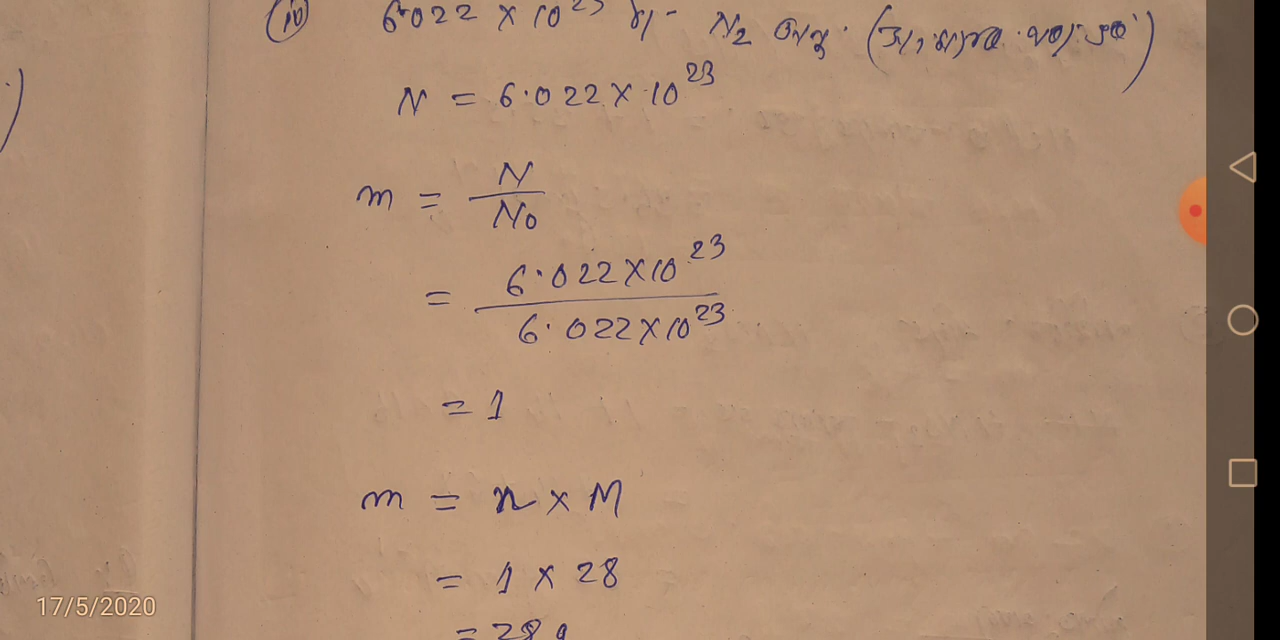 (iv) 6.022 × 10²³ টা N₂ অণু (
N = 6.022 × 10²³
m = N / N₀
= 6.022 × 10²³ / 6.022 × 10²³
= 1
m = n × M
= 1 × 28
= 28 g
17/5/2020